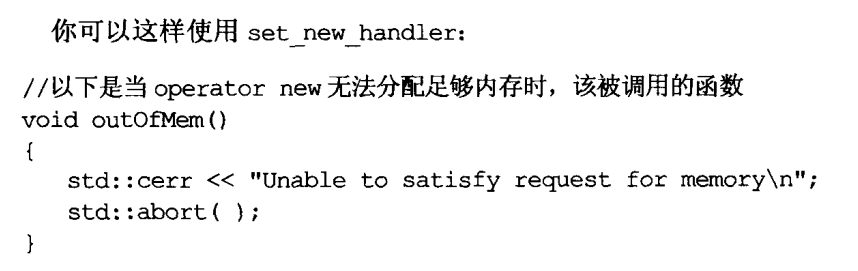 你可以这样使用 set_new_handler:
//以下是当 operator new 无法分配足够内存时，该被调用的函数
void outOfMem()
{
   std::cerr << "Unable to satisfy request for memory\n";
   std::abort( );
}